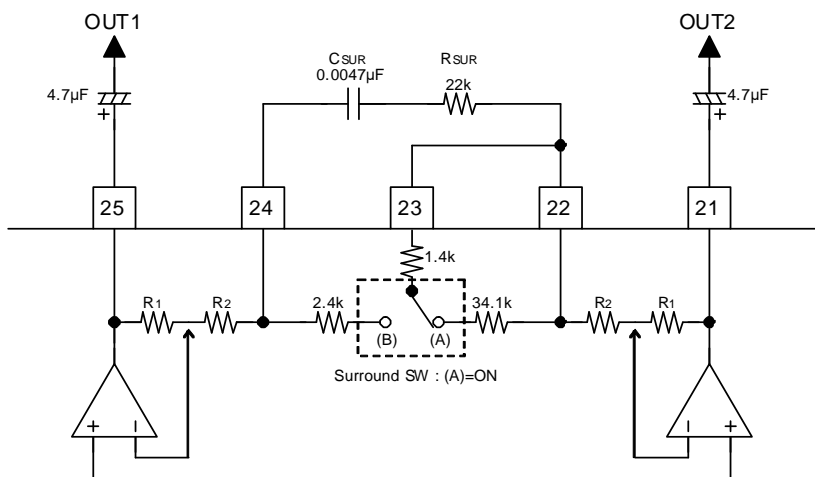 OUT1
OUT2
CSUR
0.0047µF
RSUR
22k
4.7µF
+
4.7µF
+
25
24
23
22
21
1.4k
R1
R2
2.4k
34.1k
R2
R1
(B)
(A)
Surround SW : (A)=ON
+
−
−
+